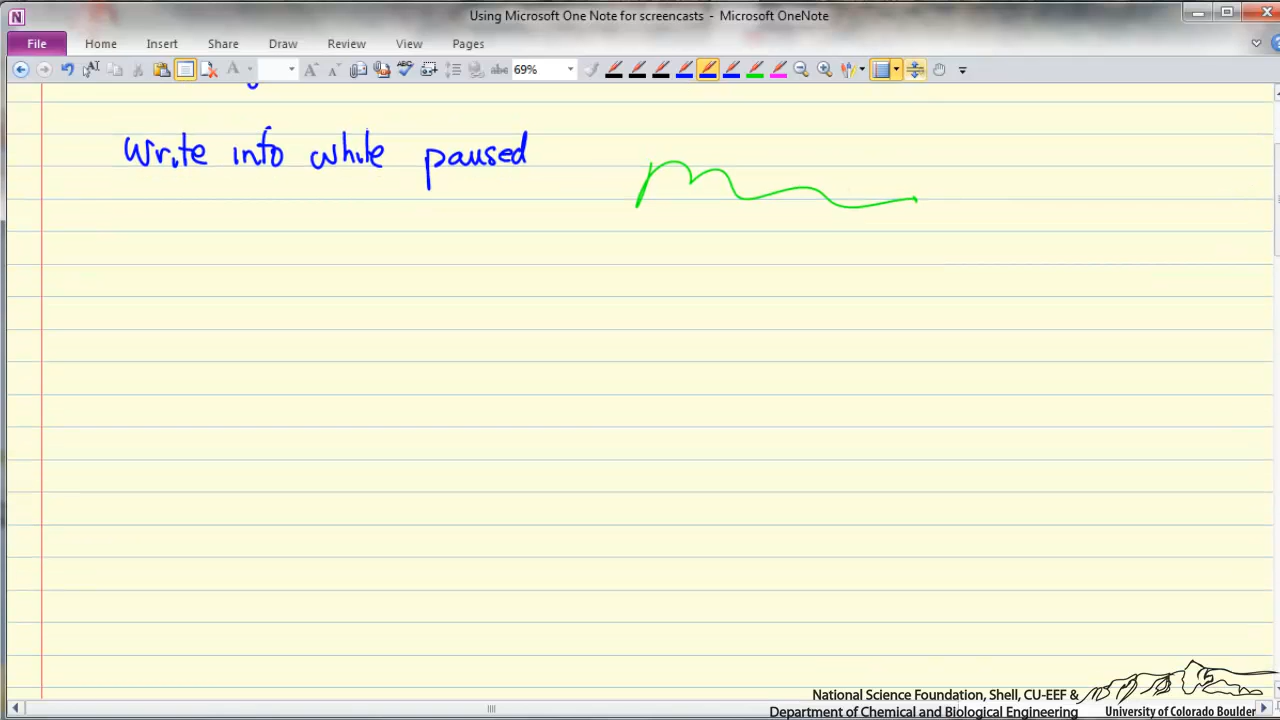 Using Microsoft One Note for screencasts - Microsoft OneNote
File Home Insert Share Draw Review View Pages
69%
Write into while paused
National Science Foundation, Shell, CU-EEF &
Department of Chemical and Biological Engineering
University of Colorado Boulder